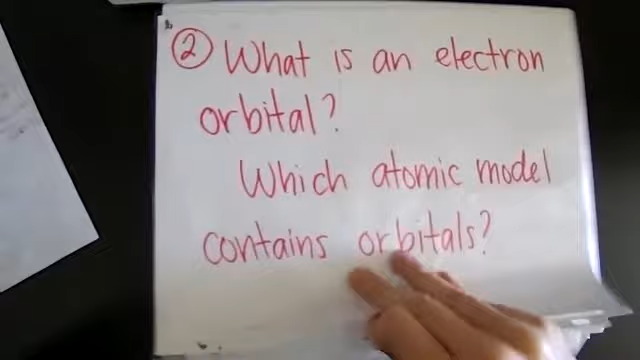 ② What is an electron
orbital?
Which atomic model
contains orbitals?